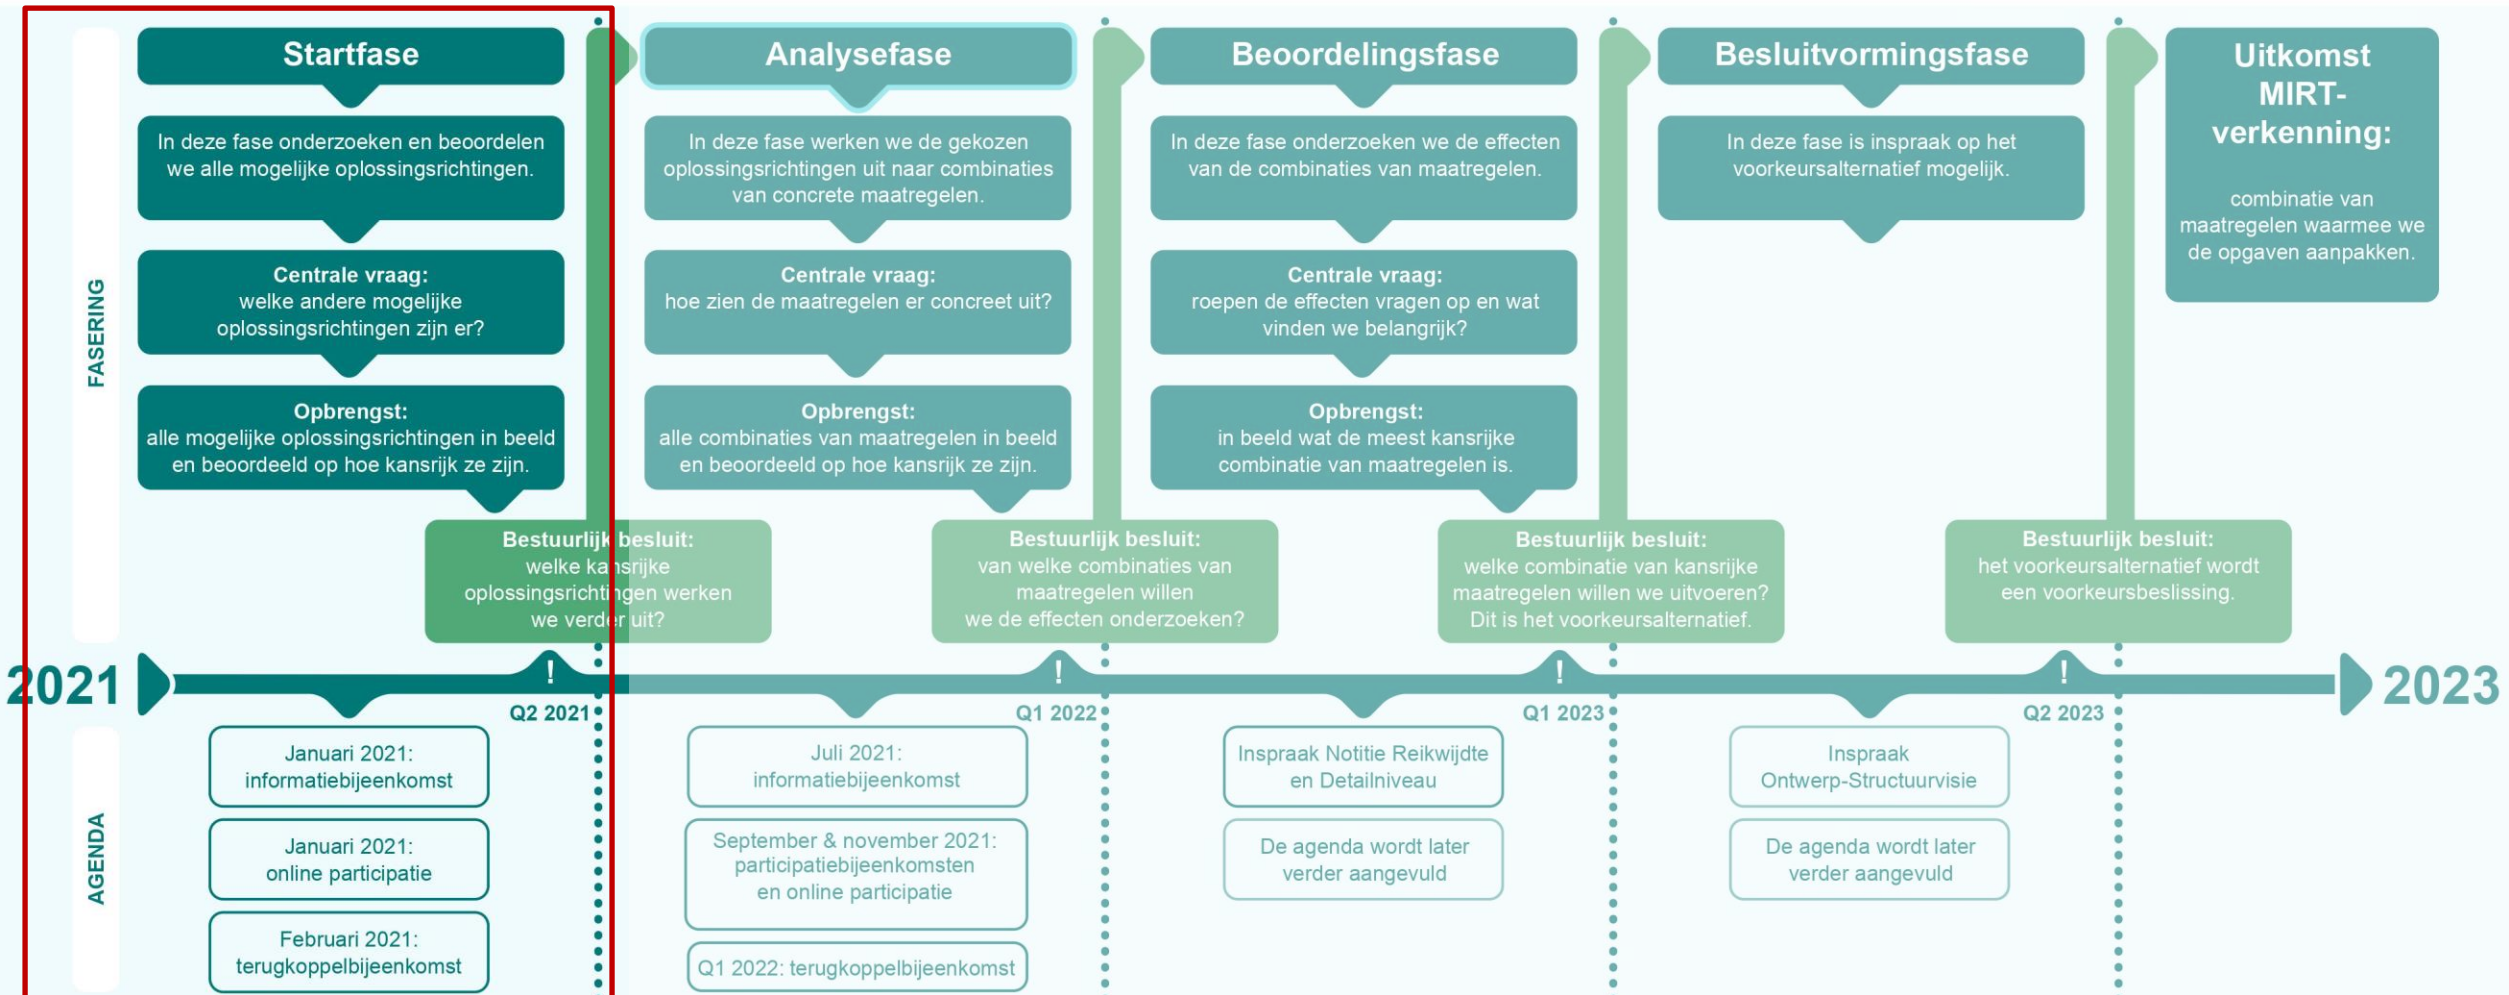 FASERING
Startfase
In deze fase onderzoeken en beoordelen
we alle mogelijke oplossingsrichtingen.
Centrale vraag:
welke andere mogelijke
oplossingsrichtingen zijn er?
Opbrengst:
alle mogelijke oplossingsrichtingen in beeld
en beoordeeld op hoe kansrijk ze zijn.
Bestuurlijk besluit:
welke kansrijke
oplossingsrichtingen werken
we verder uit?
Analysefase
In deze fase werken we de gekozen
oplossingsrichtingen uit naar combinaties
van concrete maatregelen.
Centrale vraag:
hoe zien de maatregelen er concreet uit?
Opbrengst:
alle combinaties van maatregelen in beeld
en beoordeeld op hoe kansrijk ze zijn.
Bestuurlijk besluit:
van welke combinaties van
maatregelen willen
we de effecten onderzoeken?
Beoordelingsfase
In deze fase onderzoeken we de effecten
van de combinaties van maatregelen.
Centrale vraag:
roepen de effecten vragen op en wat
vinden we belangrijk?
Opbrengst:
in beeld wat de meest kansrijke
combinatie van maatregelen is.
Bestuurlijk besluit:
welke combinatie van kansrijke
maatregelen willen we uitvoeren?
Dit is het voorkeursalternatief.
Besluitvormingsfase
In deze fase is inspraak op het
voorkeursalternatief mogelijk.
Bestuurlijk besluit:
het voorkeursalternatief wordt
een voorkeursbeslissing.
Uitkomst
MIRT-
verkenning:
combinatie van
maatregelen waarmee we
de opgaven aanpakken.
2021
!
!
!
!
2023
Q2 2021
Q1 2022
Q1 2023
Q2 2023
AGENDA
Januari 2021:
informatiebijeenkomst
Januari 2021:
online participatie
Februari 2021:
terugkoppelbijeenkomst
Juli 2021:
informatiebijeenkomst
September & november 2021:
participatiebijeenkomsten
en online participatie
Q1 2022: terugkoppelbijeenkomst
Inspraak Notitie Reikwijdte
en Detailniveau
De agenda wordt later
verder aangevuld
Inspraak
Ontwerp-Structuurvisie
De agenda wordt later
verder aangevuld